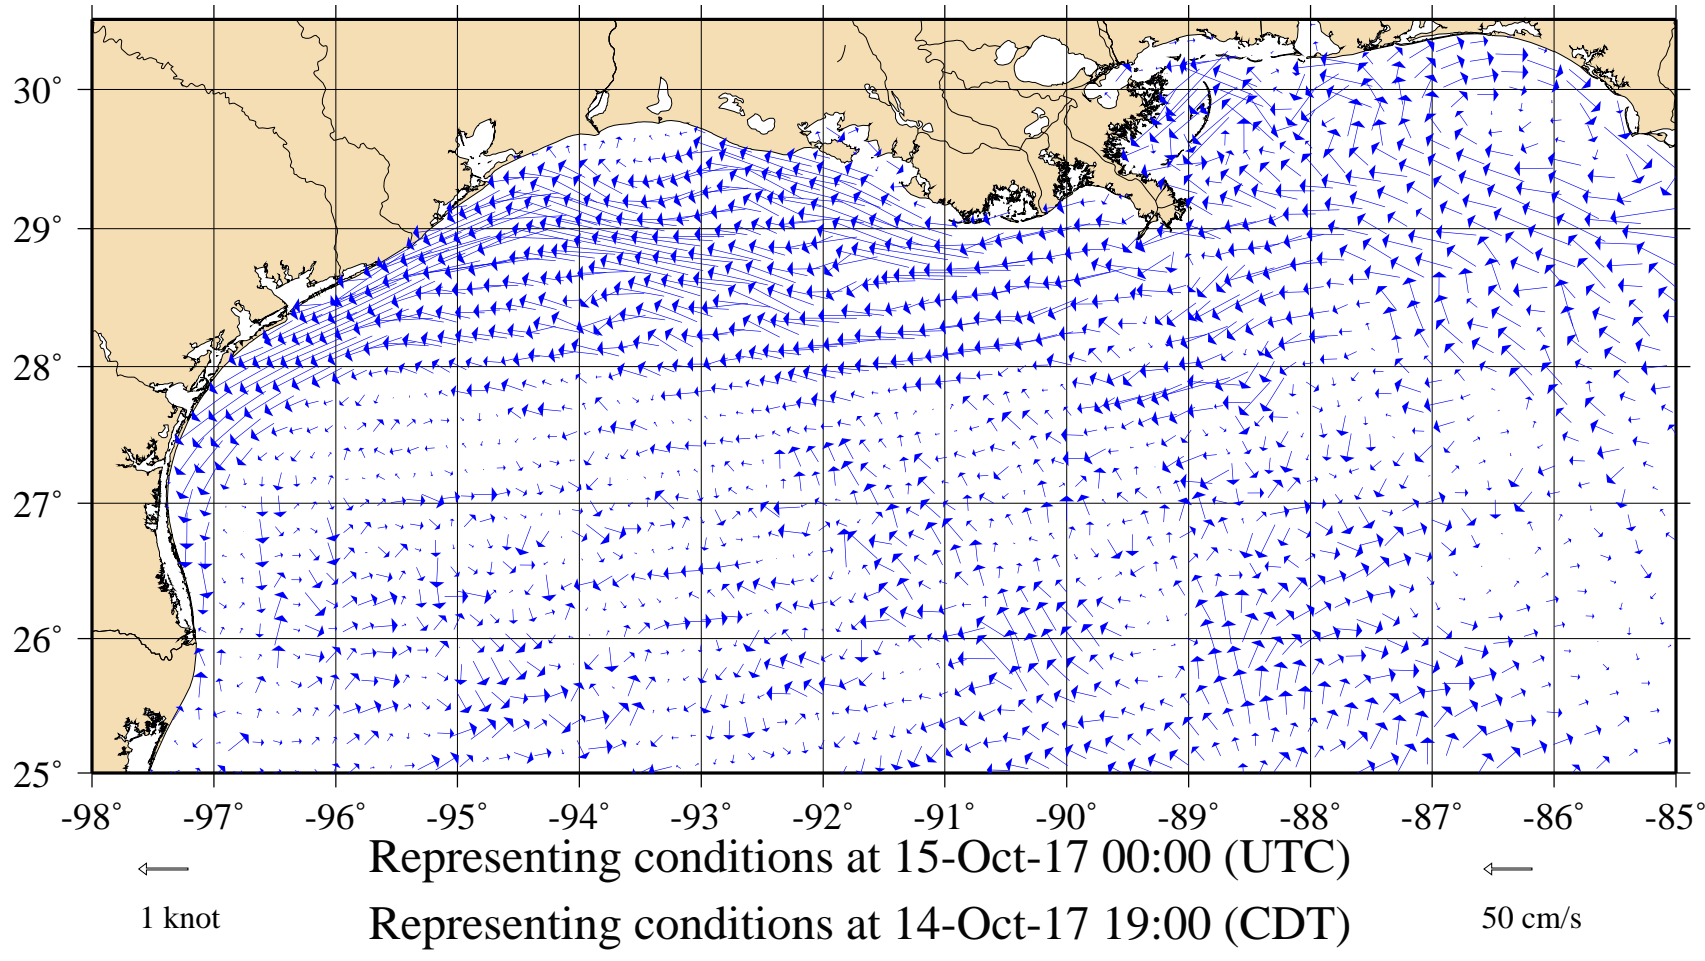 30°
29°
28°
27°
26°
25°
-98° -97° -96° -95° -94° -93° -92° -91° -90° -89° -88° -87° -86° -85°
Representing conditions at 15-Oct-17 00:00 (UTC)
1 knot
Representing conditions at 14-Oct-17 19:00 (CDT)
50 cm/s